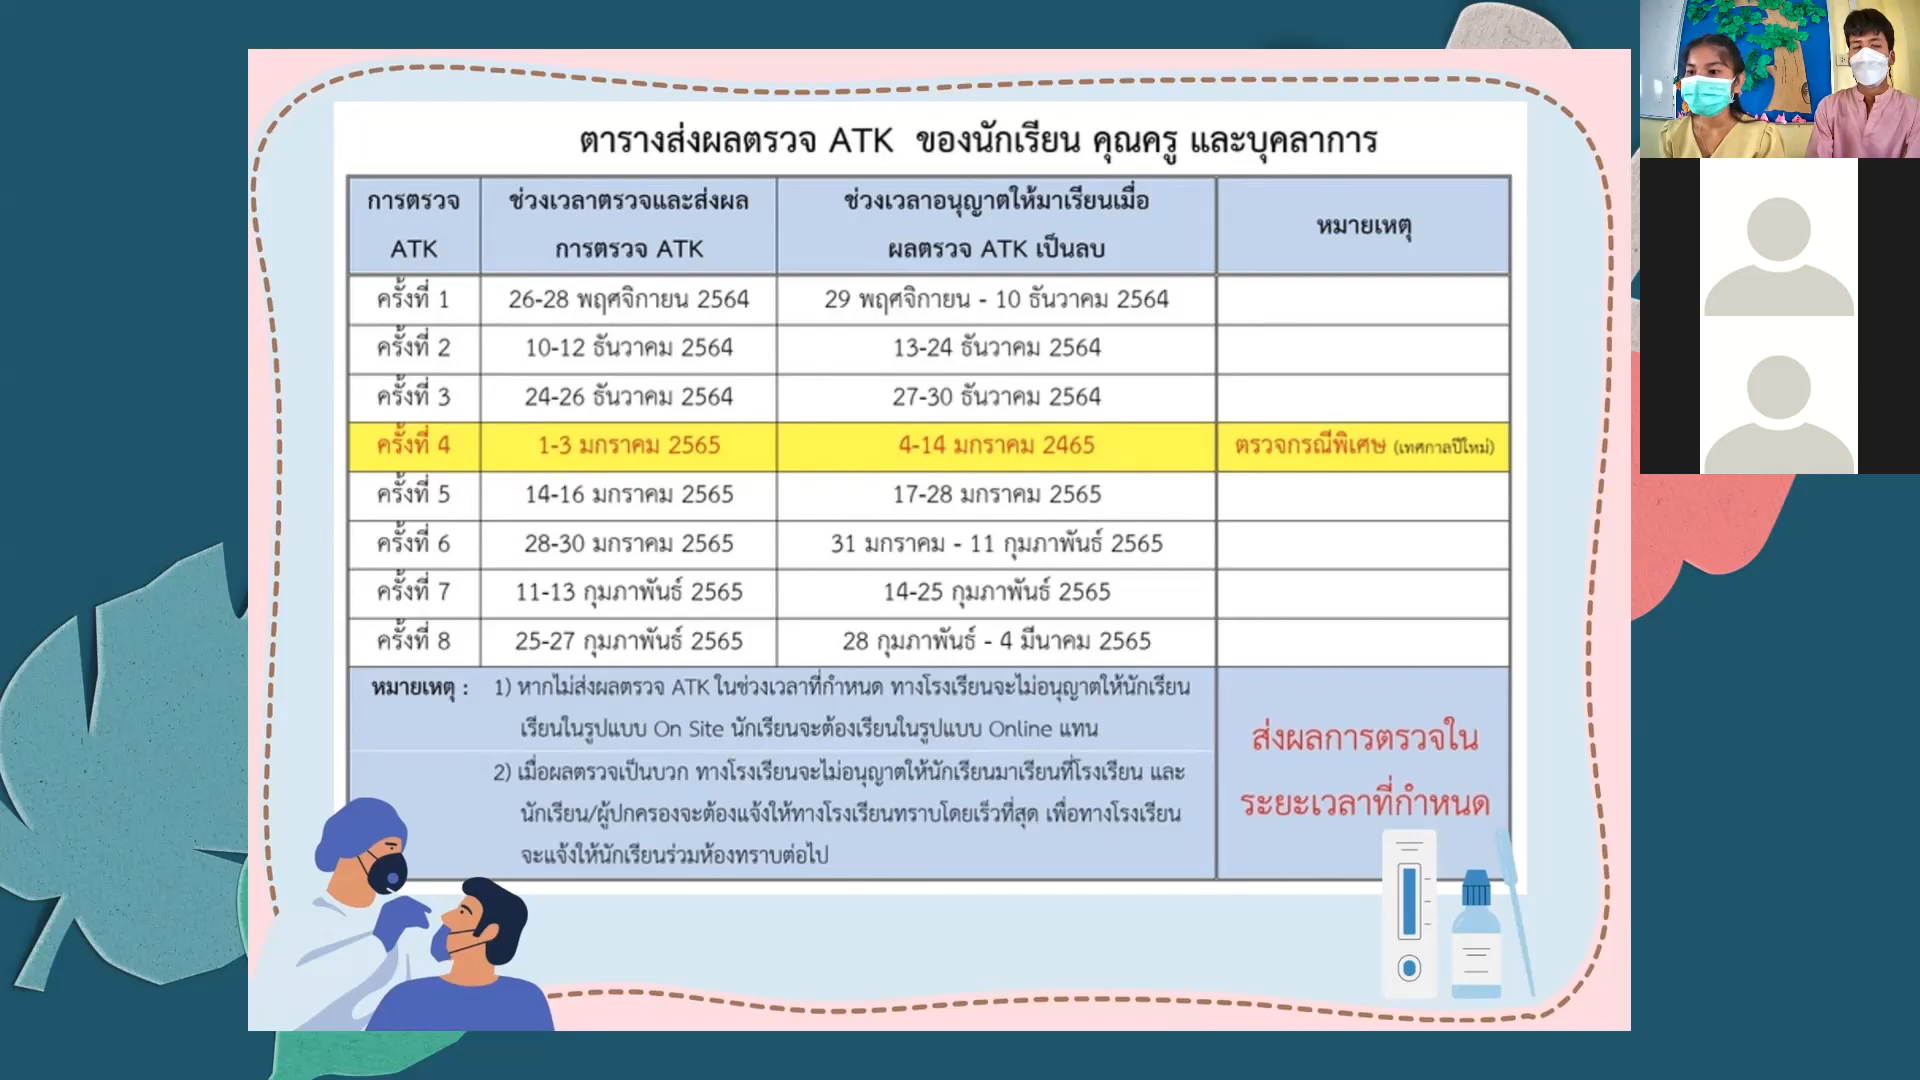 ตารางส่งผลตรวจ ATK ของนักเรียน คุณครู และบุคลาการ
การตรวจ ATK
ช่วงเวลาตรวจและส่งผล การตรวจ ATK
ช่วงเวลาอนุญาตให้มาเรียนเมื่อ ผลตรวจ ATK เป็นลบ
หมายเหตุ
ครั้งที่ 1 26-28 พฤศจิกายน 2564 29 พฤศจิกายน - 10 ธันวาคม 2564
ครั้งที่ 2 10-12 ธันวาคม 2564 13-24 ธันวาคม 2564
ครั้งที่ 3 24-26 ธันวาคม 2564 27-30 ธันวาคม 2564
ครั้งที่ 4 1-3 มกราคม 2565 4-14 มกราคม 2465 ตรวจกรณีพิเศษ (เทศกาลปีใหม่)
ครั้งที่ 5 14-16 มกราคม 2565 17-28 มกราคม 2565
ครั้งที่ 6 28-30 มกราคม 2565 31 มกราคม - 11 กุมภาพันธ์ 2565
ครั้งที่ 7 11-13 กุมภาพันธ์ 2565 14-25 กุมภาพันธ์ 2565
ครั้งที่ 8 25-27 กุมภาพันธ์ 2565 28 กุมภาพันธ์ - 4 มีนาคม 2565
หมายเหตุ : 1) หากไม่ส่งผลตรวจ ATK ในช่วงเวลาที่กำหนด ทางโรงเรียนจะไม่อนุญาตให้นักเรียน
เรียนในรูปแบบ On Site นักเรียนจะต้องเรียนในรูปแบบ Online แทน
2) เมื่อผลตรวจเป็นบวก ทางโรงเรียนจะไม่อนุญาตให้นักเรียนมาเรียนที่โรงเรียน และ
นักเรียน/ผู้ปกครองจะต้องแจ้งให้ทางโรงเรียนทราบโดยเร็วที่สุด เพื่อทางโรงเรียน
จะแจ้งให้นักเรียนร่วมห้องทราบต่อไป
ส่งผลการตรวจใน
ระยะเวลาที่กำหนด